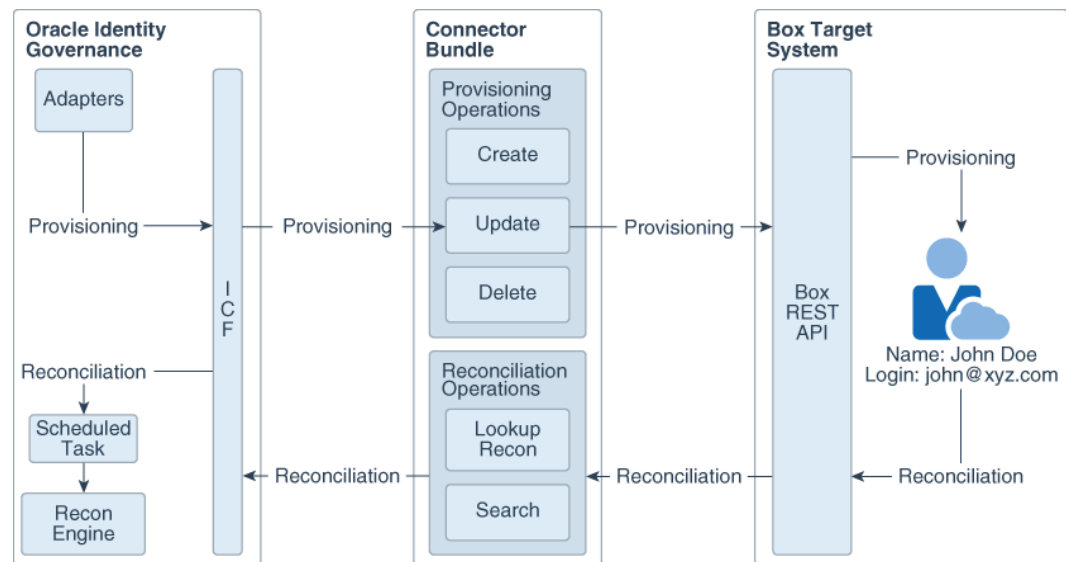 Oracle Identity
Governance
Adapters
Provisioning
I
C
F
Reconciliation
Scheduled
Task
Recon
Engine
Provisioning
Reconciliation
Connector
Bundle
Provisioning
Operations
Create
Update
Delete
Reconciliation
Operations
Lookup
Recon
Search
Provisioning
Reconciliation
Box Target
System
Box
REST
API
Provisioning
Name: John Doe
Login: john@xyz.com
Reconciliation